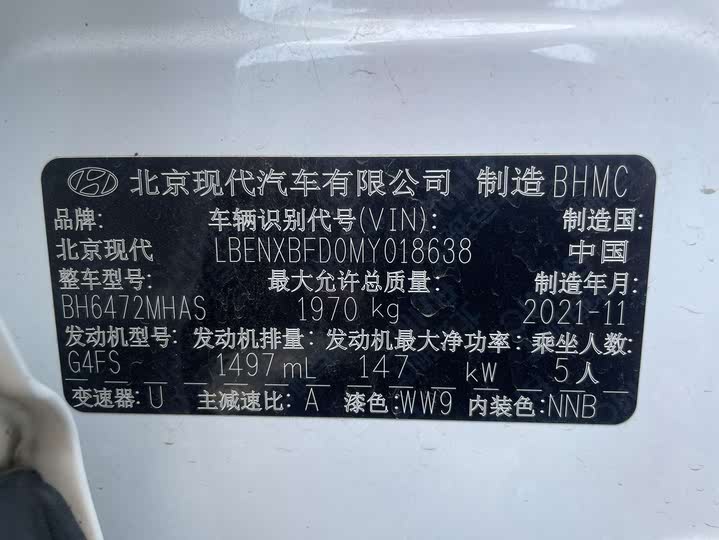 北京现代汽车有限公司 制造 BHMC
品牌: 车辆识别代号(VIN): 制造国:
北京现代 LBENXBFD0MY018638 中国
整车型号: 最大允许总质量: 制造年月:
BH6472MHAS 1970 kg 2021-11
发动机型号: 发动机排量: 发动机最大净功率: 乘坐人数:
G4FS 1497 mL 147 kW 5人
变速器: U 主减速比: A 漆色: WW9 内装色: NNB